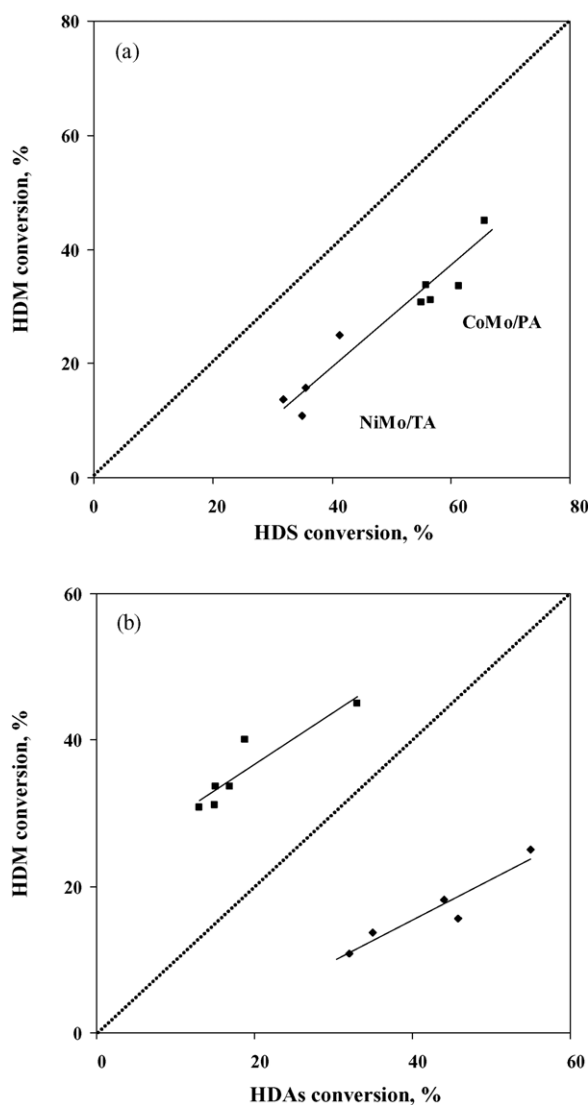 80
(a)
60
HDM conversion, %
40
CoMo/PA
20
NiMo/TA
0
0 20 40 60 80
HDS conversion, %
60
(b)
40
HDM conversion, %
20
0
0 20 40 60
HDAs conversion, %